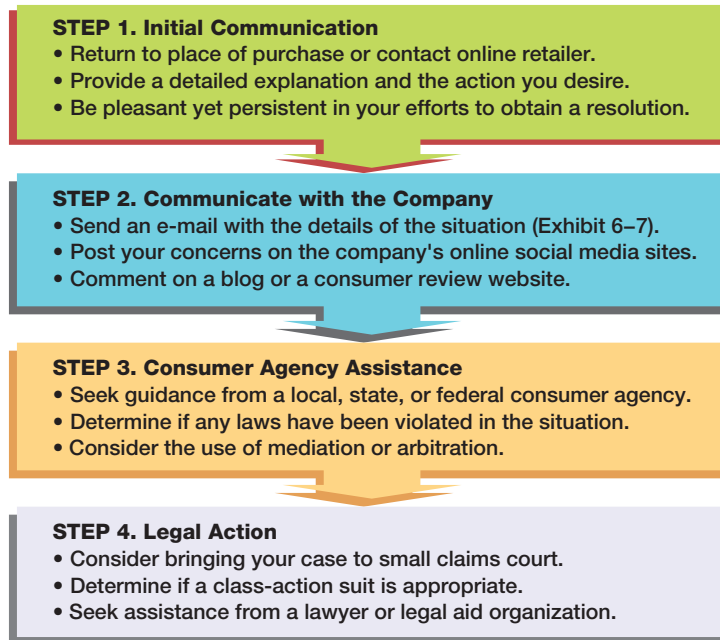 STEP 1. Initial Communication
• Return to place of purchase or contact online retailer.
• Provide a detailed explanation and the action you desire.
• Be pleasant yet persistent in your efforts to obtain a resolution.
STEP 2. Communicate with the Company
• Send an e-mail with the details of the situation (Exhibit 6–7).
• Post your concerns on the company's online social media sites.
• Comment on a blog or a consumer review website.
STEP 3. Consumer Agency Assistance
• Seek guidance from a local, state, or federal consumer agency.
• Determine if any laws have been violated in the situation.
• Consider the use of mediation or arbitration.
STEP 4. Legal Action
• Consider bringing your case to small claims court.
• Determine if a class-action suit is appropriate.
• Seek assistance from a lawyer or legal aid organization.